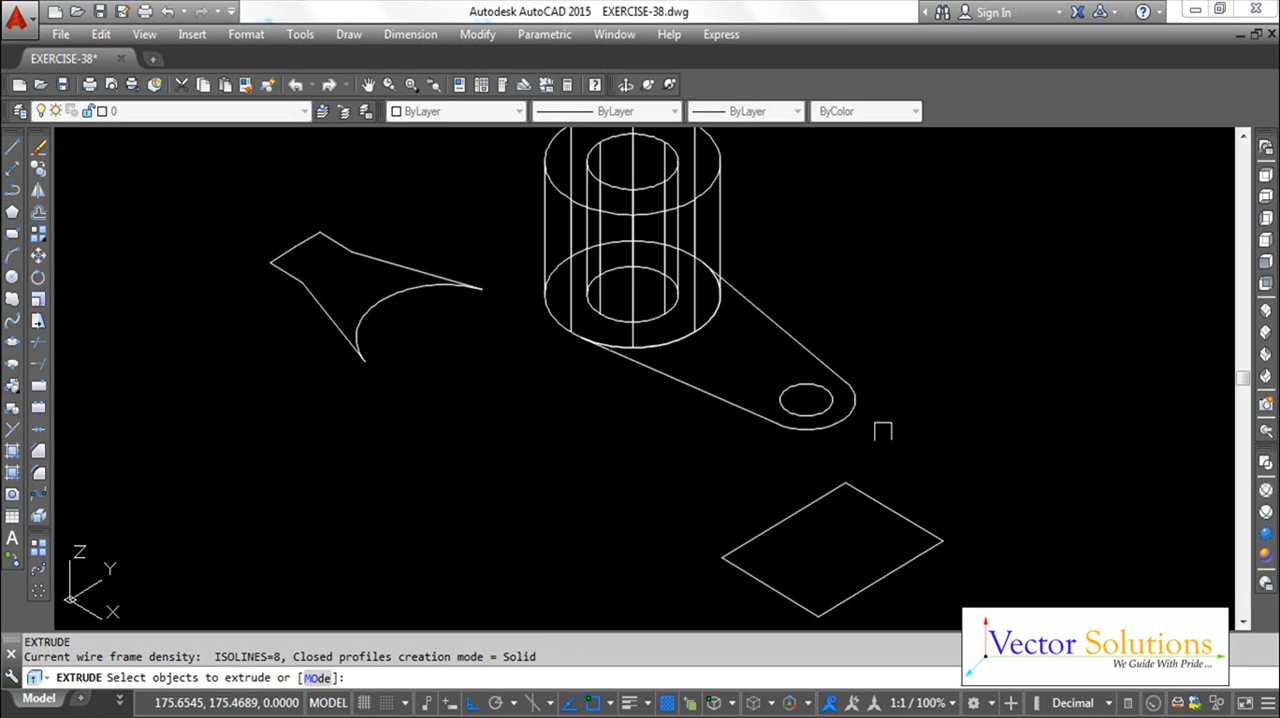 Autodesk AutoCAD 2015 EXERCISE-38.dwg
Sign In
File Edit View Insert Format Tools Draw Dimension Modify Parametric Window Help Express
EXERCISE-38*
0 ByLayer ByLayer ByLayer ByColor
Z
Y
X
A
EXTRUDE
Current wire frame density: ISOLINES=8, Closed profiles creation mode = Solid
EXTRUDE Select objects to extrude or [MOde]:
Vector Solutions
We Guide With Pride...
Model
175.6545, 175.4689, 0.0000 MODEL
1:1 / 100%
Decimal